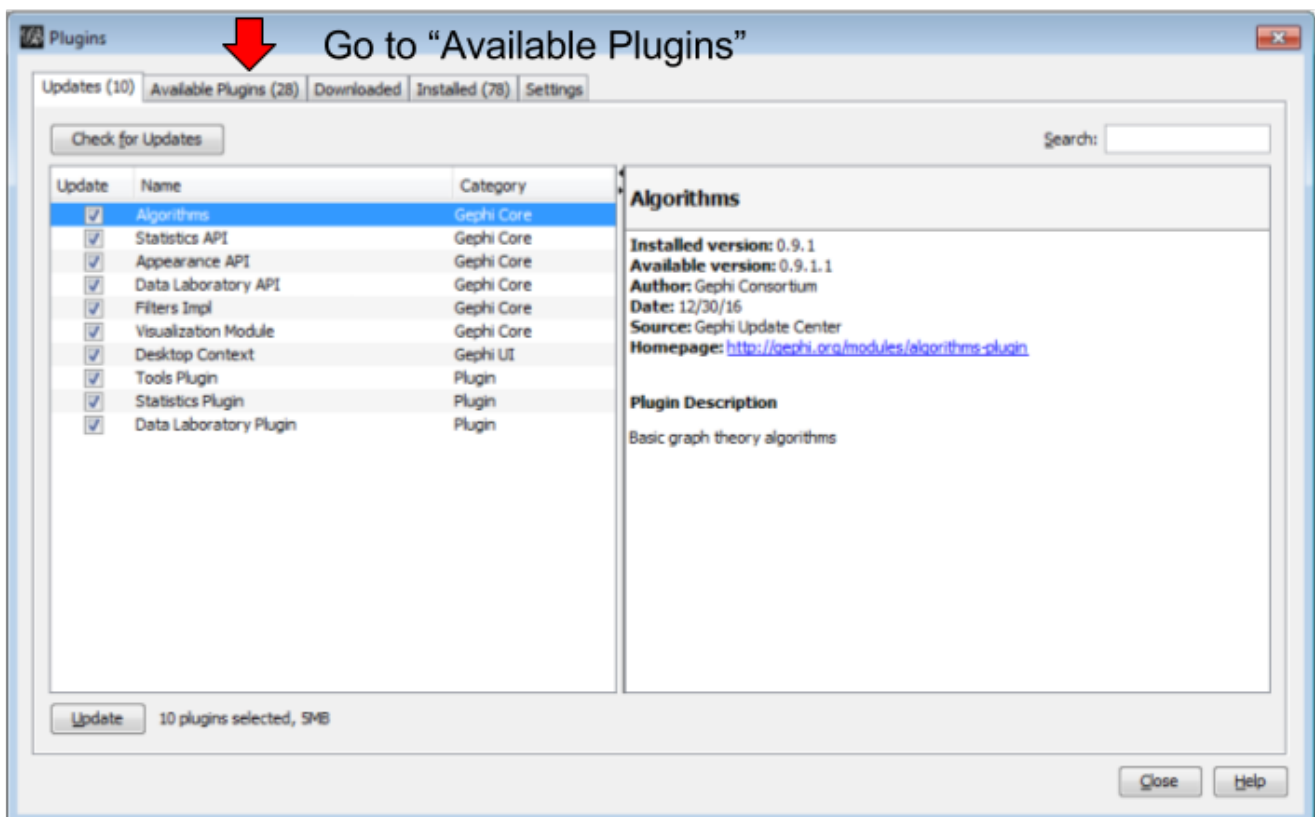 Plugins
Go to “Available Plugins”
Updates (10) Available Plugins (28) Downloaded Installed (78) Settings
Check for Updates
Search:
Update Name Category
Algorithms Gephi Core
Statistics API Gephi Core
Appearance API Gephi Core
Data Laboratory API Gephi Core
Filters Impl Gephi Core
Visualization Module Gephi Core
Desktop Context Gephi UI
Tools Plugin Plugin
Statistics Plugin Plugin
Data Laboratory Plugin Plugin
Algorithms
Installed version: 0.9.1
Available version: 0.9.1.1
Author: Gephi Consortium
Date: 12/30/16
Source: Gephi Update Center
Homepage: http://gephi.org/modules/algorithms-plugin
Plugin Description
Basic graph theory algorithms
Update 10 plugins selected, 5MB
Close Help